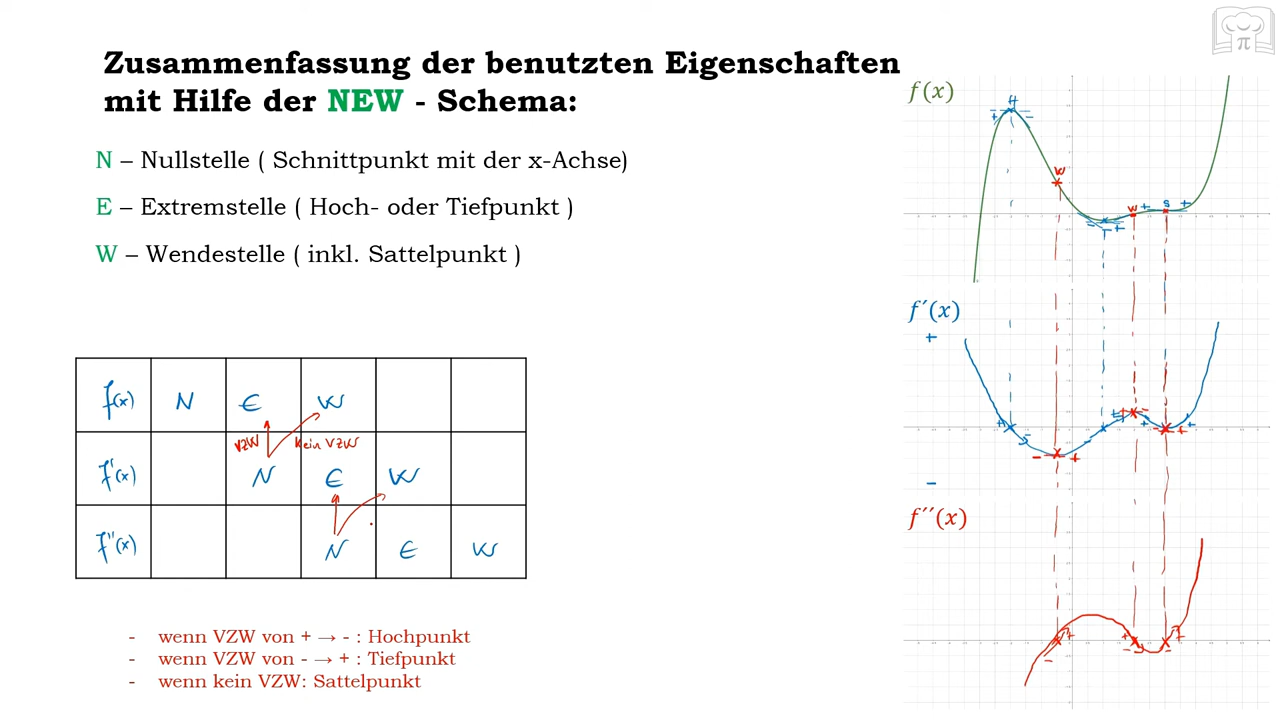 Zusammenfassung der benutzten Eigenschaften
mit Hilfe der NEW - Schema:
N – Nullstelle ( Schnittpunkt mit der x-Achse)
E – Extremstelle ( Hoch- oder Tiefpunkt )
W – Wendestelle ( inkl. Sattelpunkt )
f(x) N E W
VZW kein VZW
f'(x) N E W
f''(x) N E W
- wenn VZW von + → - : Hochpunkt
- wenn VZW von - → + : Tiefpunkt
- wenn kein VZW: Sattelpunkt
π
f(x)
H
+ -
W
W + S +
- T +
f′(x)
+
-
f′′(x)